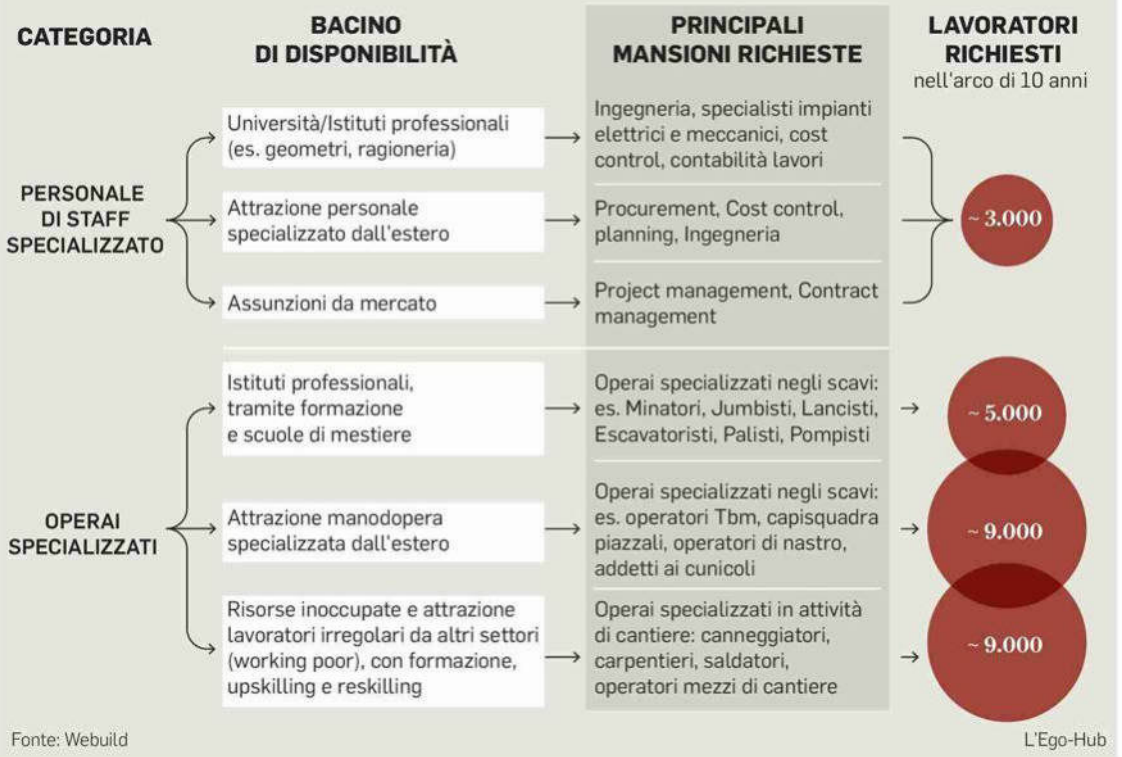 CATEGORIA
BACINO
DI DISPONIBILITÀ
PRINCIPALI
MANSIONI RICHIESTE
LAVORATORI
RICHIESTI
nell'arco di 10 anni
PERSONALE
DI STAFF
SPECIALIZZATO
Università/Istituti professionali
(es. geometri, ragioneria)
Ingegneria, specialisti impianti
elettrici e meccanici, cost
control, contabilità lavori
Attrazione personale
specializzato dall'estero
Procurement, Cost control,
planning, Ingegneria
Assunzioni da mercato
Project management, Contract
management
~ 3.000
OPERAI
SPECIALIZZATI
Istituti professionali,
tramite formazione
e scuole di mestiere
Operai specializzati negli scavi:
es. Minatori, Jumbisti, Lancisti,
Escavatoristi, Palisti, Pompisti
~ 5.000
Attrazione manodopera
specializzata dall'estero
Operai specializzati negli scavi:
es. operatori Tbm, capisquadra
piazzali, operatori di nastro,
addetti ai cunicoli
~ 9.000
Risorse inoccupate e attrazione
lavoratori irregolari da altri settori
(working poor), con formazione,
upskilling e reskilling
Operai specializzati in attività
di cantiere: canneggiatori,
carpentieri, saldatori,
operatori mezzi di cantiere
~ 9.000
Fonte: Webuild
L'Ego-Hub